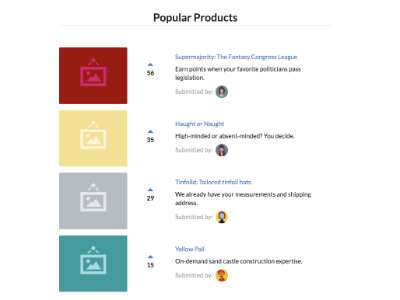 Popular Products
56
Supermajority: The Fantasy Congress League
Earn points when your favorite politicians pass
legislation.
Submitted by:
35
Haught or Naught
High-minded or absent-minded? You decide.
Submitted by:
29
Tinfoild: Tailored tinfoil hats
We already have your measurements and shipping
address.
Submitted by:
15
Yellow Pail
On-demand sand castle construction expertise.
Submitted by: